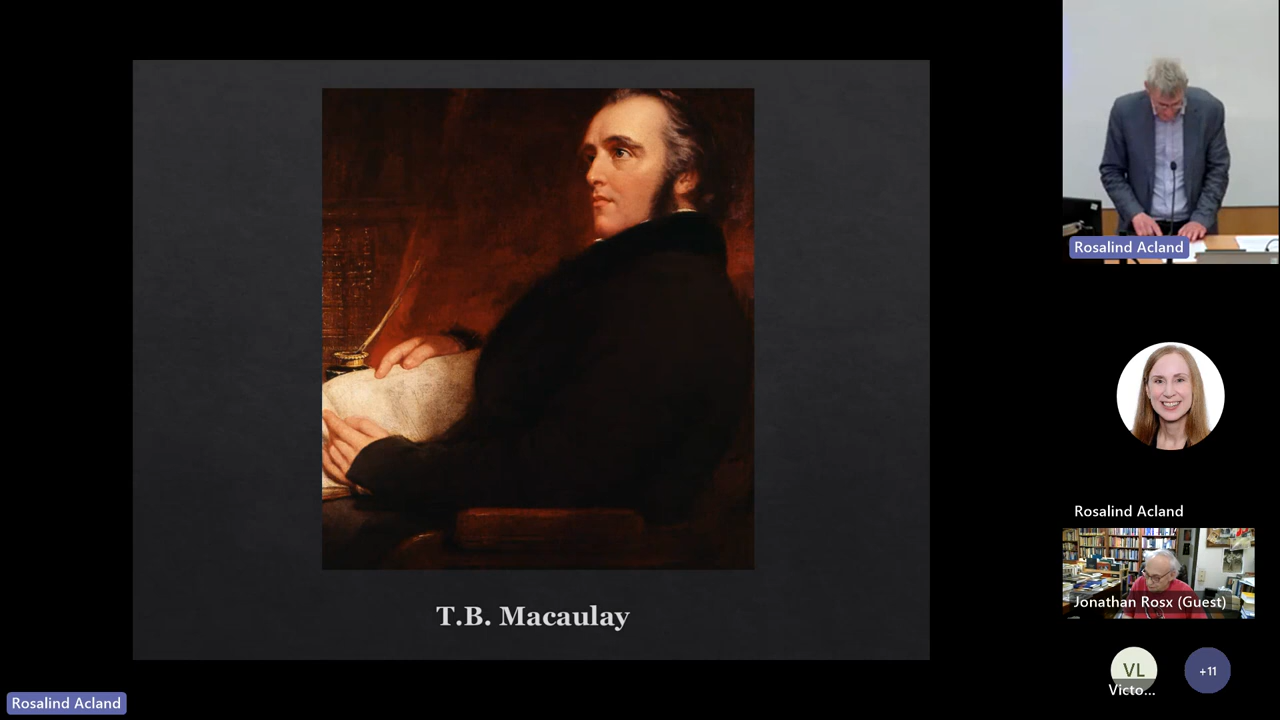 T.B. Macaulay
Rosalind Acland
Rosalind Acland
Jonathan Rosx (Guest)
VL
Victo...
+11
Rosalind Acland